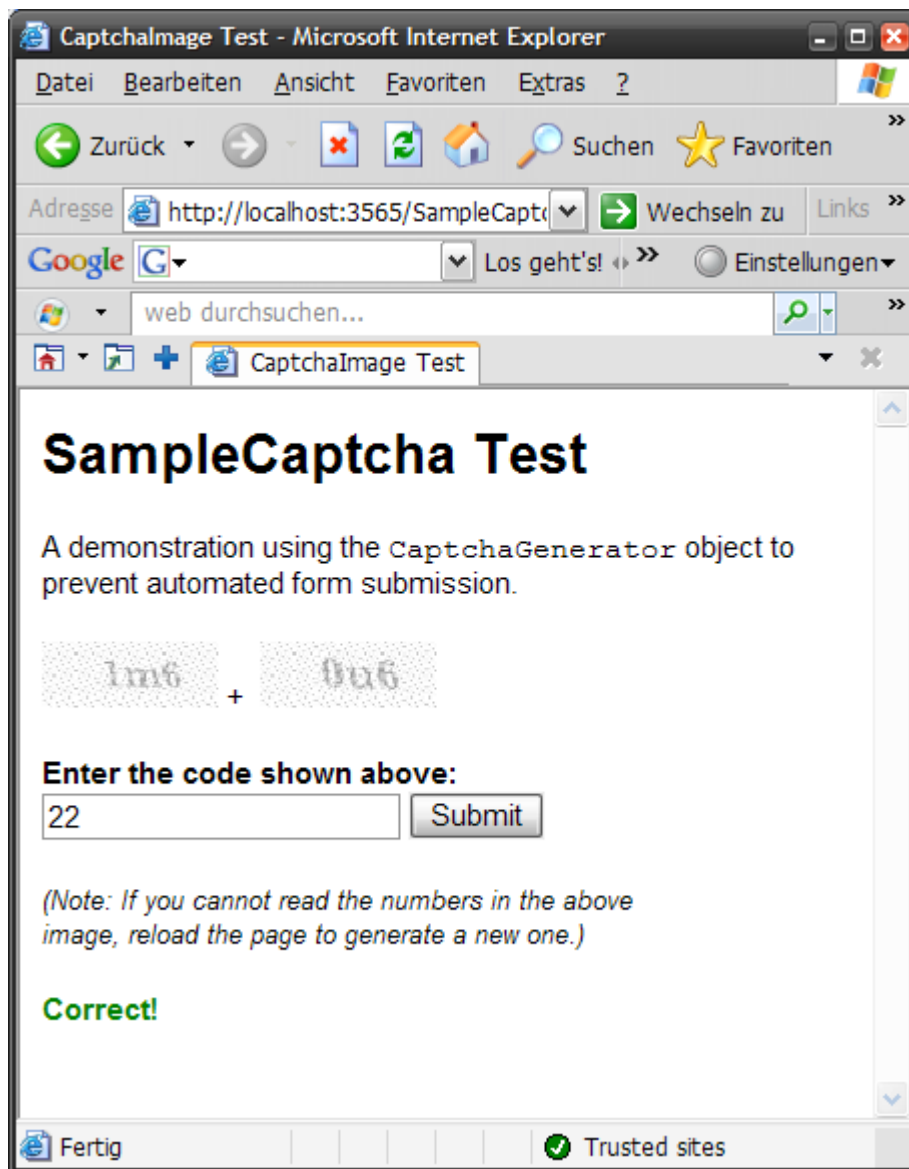 CaptchaImage Test - Microsoft Internet Explorer
Datei Bearbeiten Ansicht Favoriten Extras ?
Zurück Suchen Favoriten »
Adresse http://localhost:3565/SampleCaptc Wechseln zu Links »
Google G Los geht's! » Einstellungen
web durchsuchen... »
CaptchaImage Test
SampleCaptcha Test
A demonstration using the CaptchaGenerator object to
prevent automated form submission.
1m6 + 0u6
Enter the code shown above:
22 Submit
(Note: If you cannot read the numbers in the above
image, reload the page to generate a new one.)
Correct!
Fertig Trusted sites